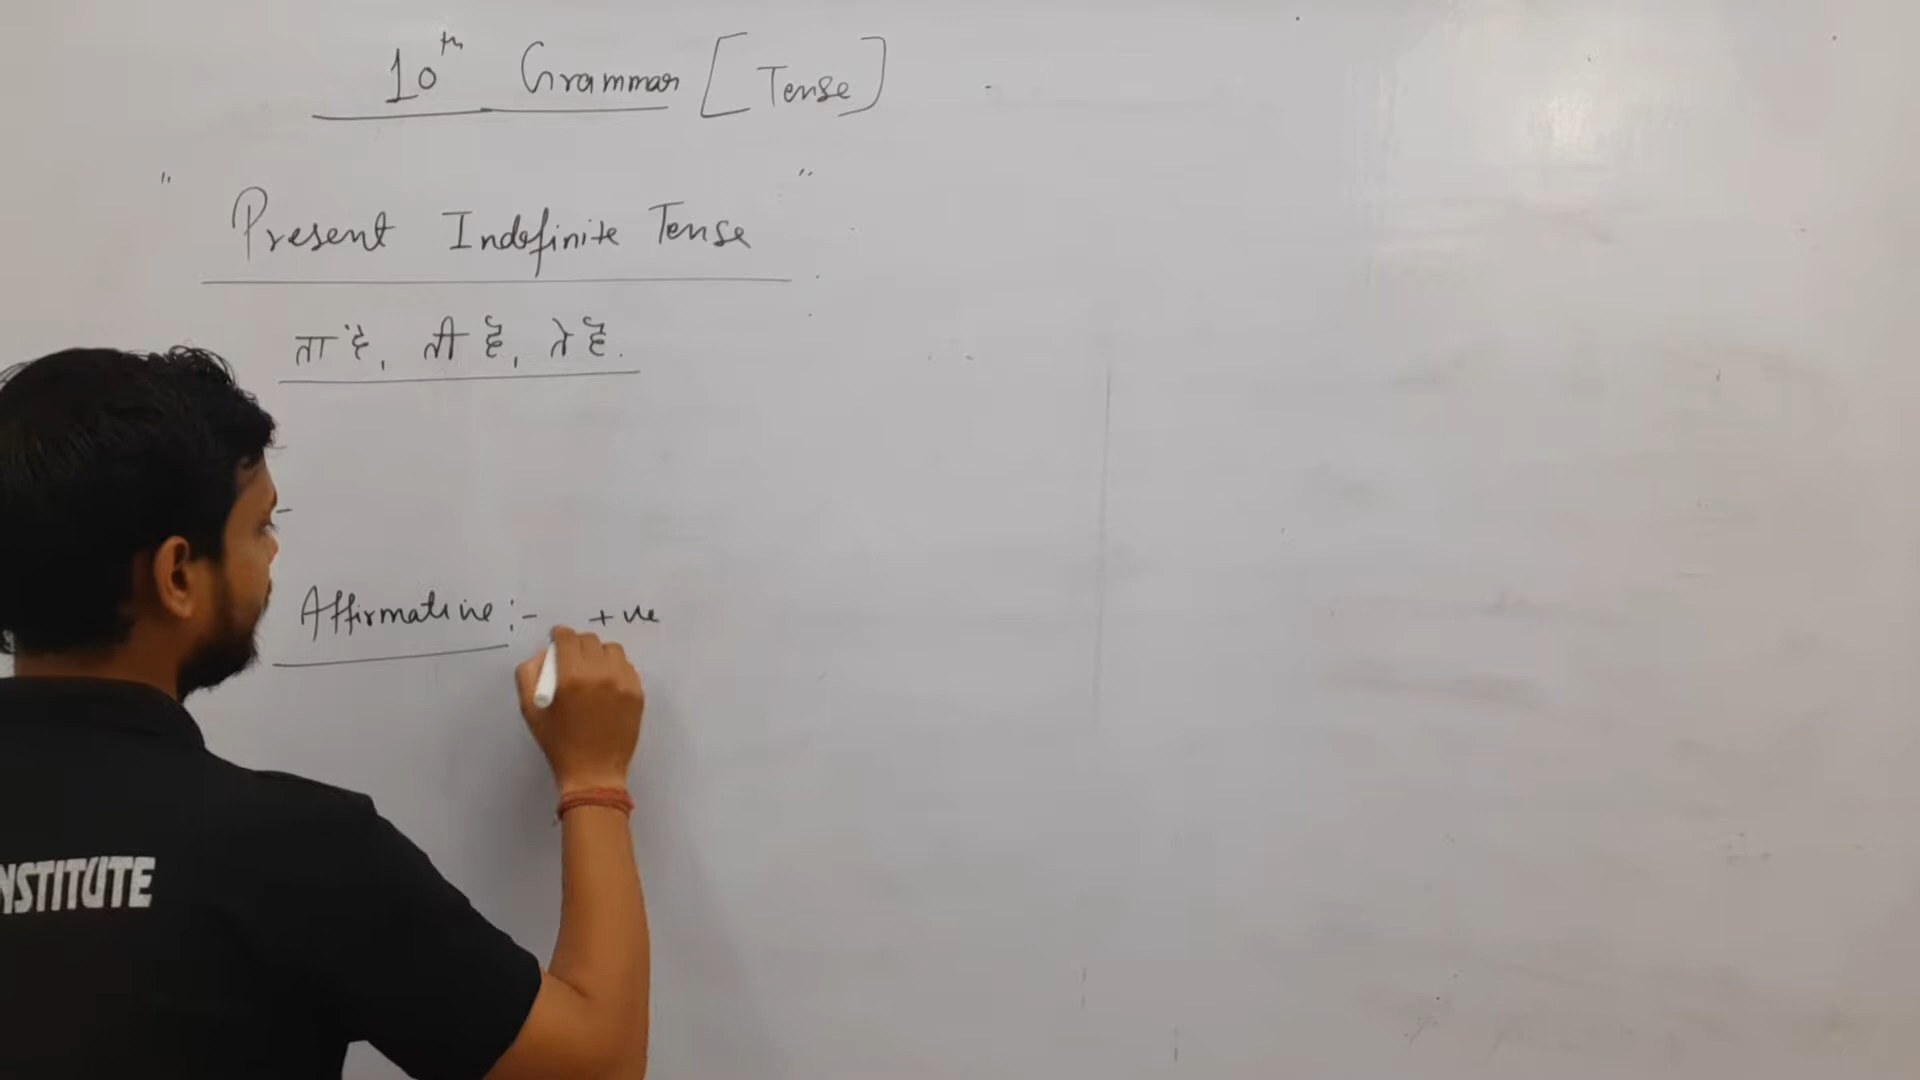 10th Grammar [Tense]
" Present Indefinite Tense "
ता है, ती है, ते है.
Affirmative :- +ve
NSTITUTE